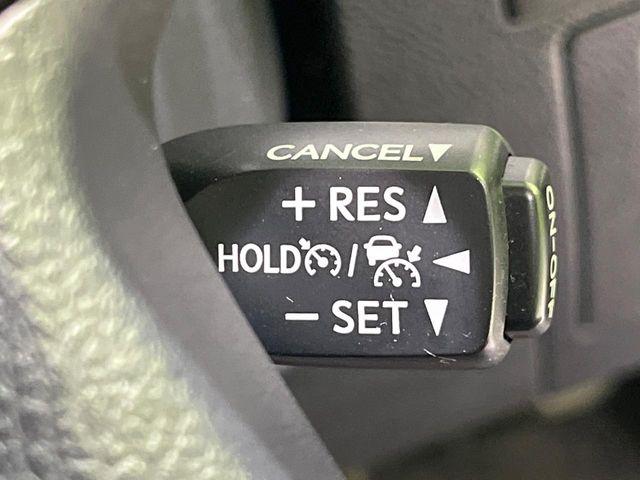 CANCEL▼
+ RES ▲
HOLD / ◀
− SET ▼
ON-OFF